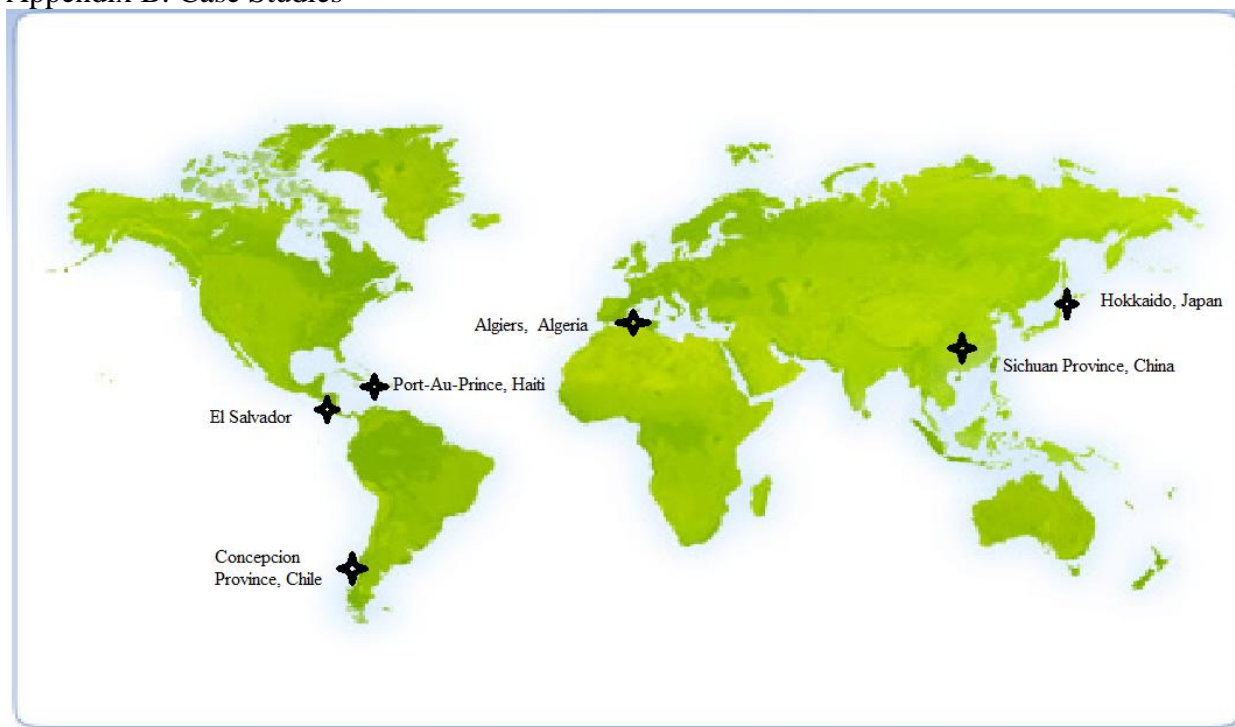 Appendix B: Case Studies
Hokkaido, Japan
Algiers, Algeria
Sichuan Province, China
Port-Au-Prince, Haiti
El Salvador
Concepcion
Province, Chile